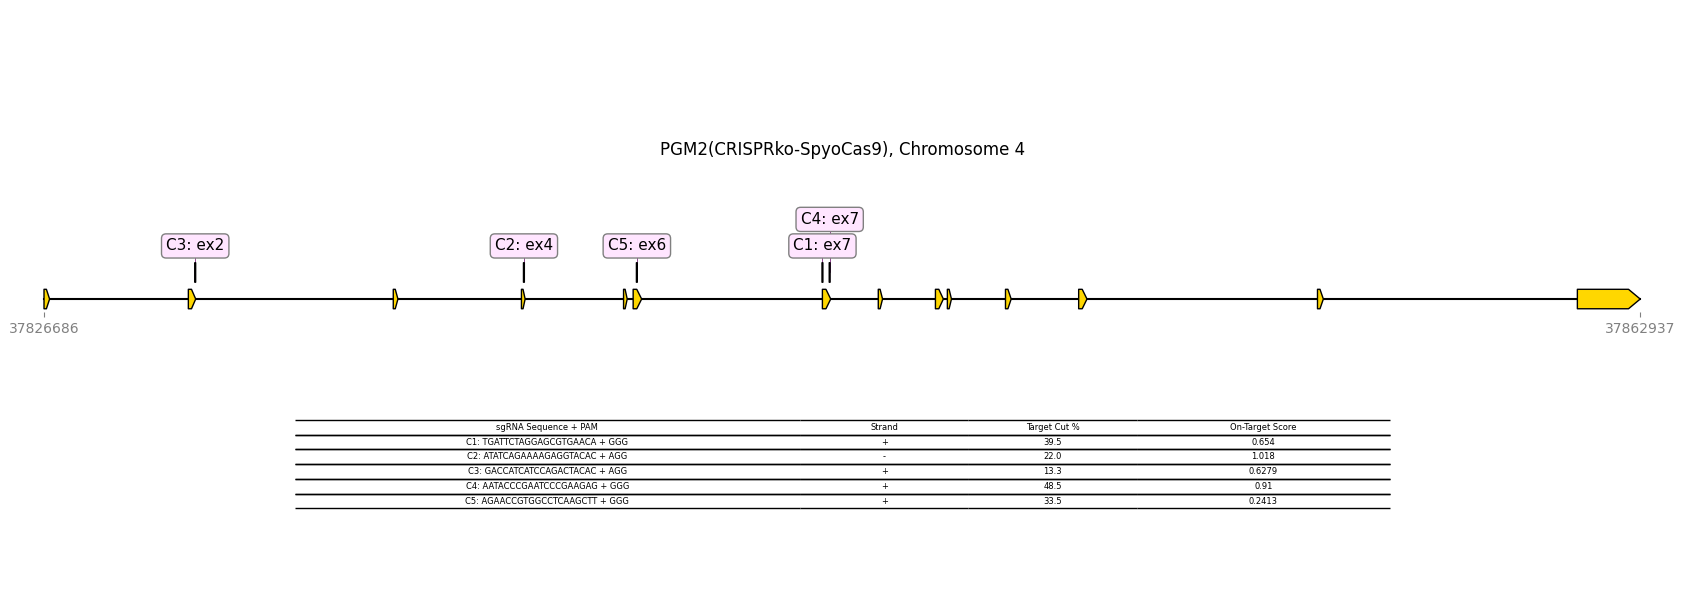 PGM2(CRISPRko-SpyoCas9), Chromosome 4
C4: ex7
C3: ex2 C2: ex4 C5: ex6 C1: ex7
37826686 37862937
sgRNA Sequence + PAM Strand Target Cut % On-Target Score
C1: TGATTCTAGGAGCGTGAACA + GGG + 39.5 0.654
C2: ATATCAGAAAAGAGGTACAC + AGG - 22.0 1.018
C3: GACCATCATCCAGACTACAC + AGG + 13.3 0.6279
C4: AATACCCGAATCCCGAAGAG + GGG + 48.5 0.91
C5: AGAACCGTGGCCTCAAGCTT + GGG + 33.5 0.2413